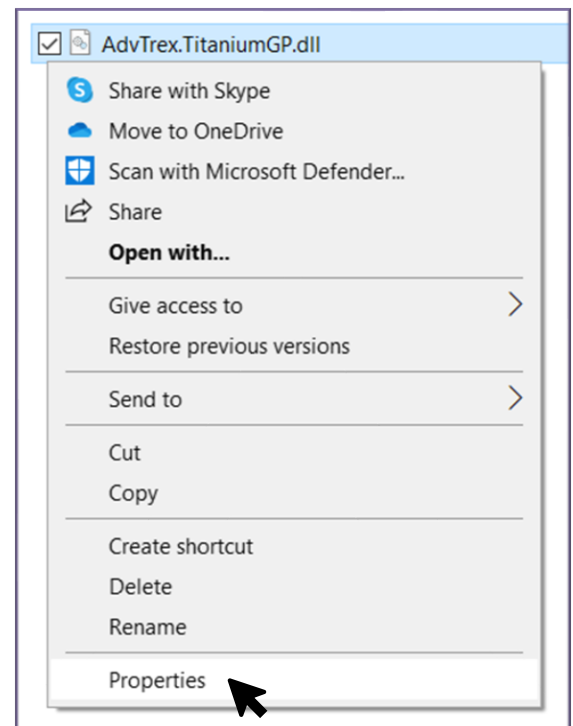 AdvTrex.TitaniumGP.dll
Share with Skype
Move to OneDrive
Scan with Microsoft Defender...
Share
Open with...
Give access to
Restore previous versions
Send to
Cut
Copy
Create shortcut
Delete
Rename
Properties